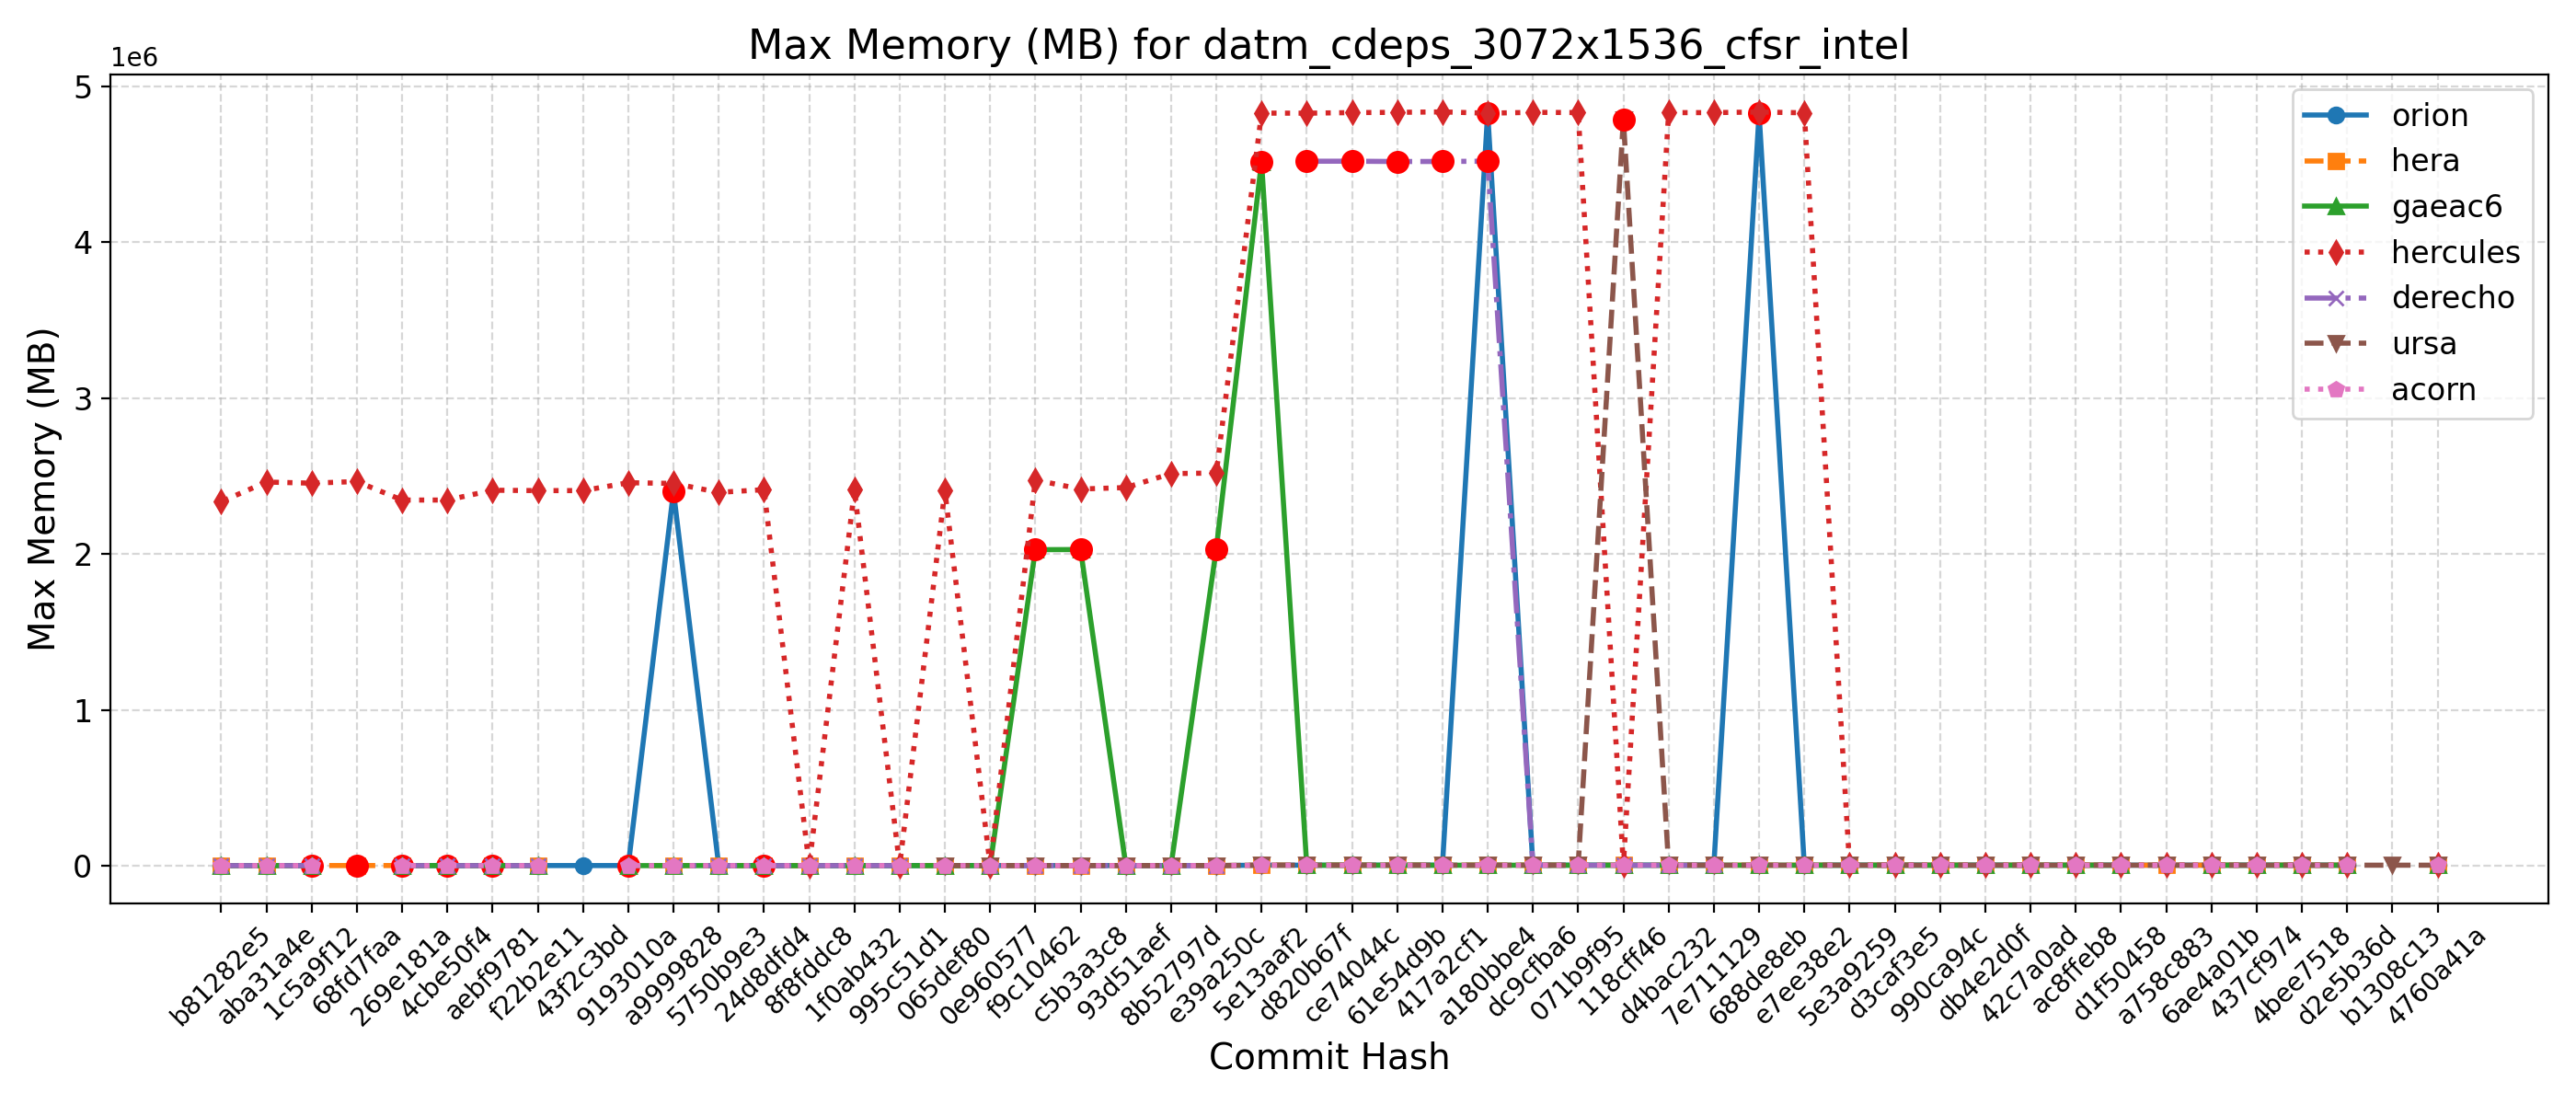 Max Memory (MB) for datm_cdeps_3072x1536_cfsr_intel
1e6
5
4
3
2
1
0
Max Memory (MB)
orion
hera
gaeac6
hercules
derecho
ursa
acorn
b81282e5
aba31a4e
1c5a9f12
68fd7faa
269e181a
4cbe50f4
aebf9781
f22b2e11
43f2c3bd
9193010a
a9999828
5750b9e3
24d8dfd4
8f8fddc8
1f0ab432
995c51d1
065def80
0e960577
f9c10462
c5b3a3c8
93d51aef
8b52797d
e39a250c
5e13aaf2
d820b67f
ce74044c
61e54d9b
417a2cf1
a180bbe4
dc9cfba6
071b9f95
118cff46
d4bac232
7e711129
688de8eb
e7ee38e2
5e3a9259
d3caf3e5
990ca94c
db4e2d0f
42c7a0ad
ac8ffeb8
d1f50458
a758c883
6ae4a01b
437cf974
4bee7518
d2e5b36d
b1308c13
4760a41a
Commit Hash